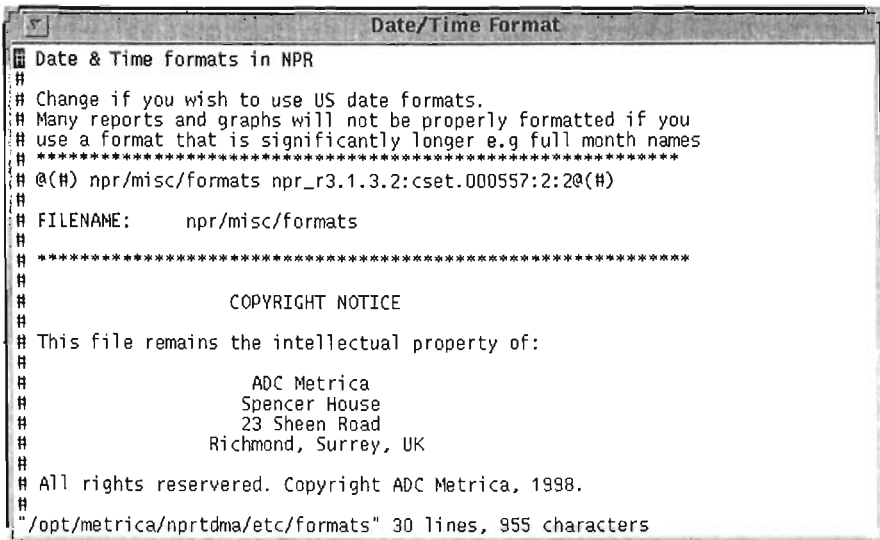 Date/Time Format
# Date & Time formats in NPR
#
# Change if you wish to use US date formats.
# Many reports and graphs will not be properly formatted if you
# use a format that is significantly longer e.g full month names
# ************************************************************
# @(#) npr/misc/formats npr_r3.1.3.2:cset.000557:2:2@(#)
#
# FILENAME: npr/misc/formats
#
# *************************************************************
#
# COPYRIGHT NOTICE
#
# This file remains the intellectual property of:
#
# ADC Metrica
# Spencer House
# 23 Sheen Road
# Richmond, Surrey, UK
#
# All rights reservered. Copyright ADC Metrica, 1998.
#
"/opt/metrica/nprtdma/etc/formats" 30 lines, 955 characters